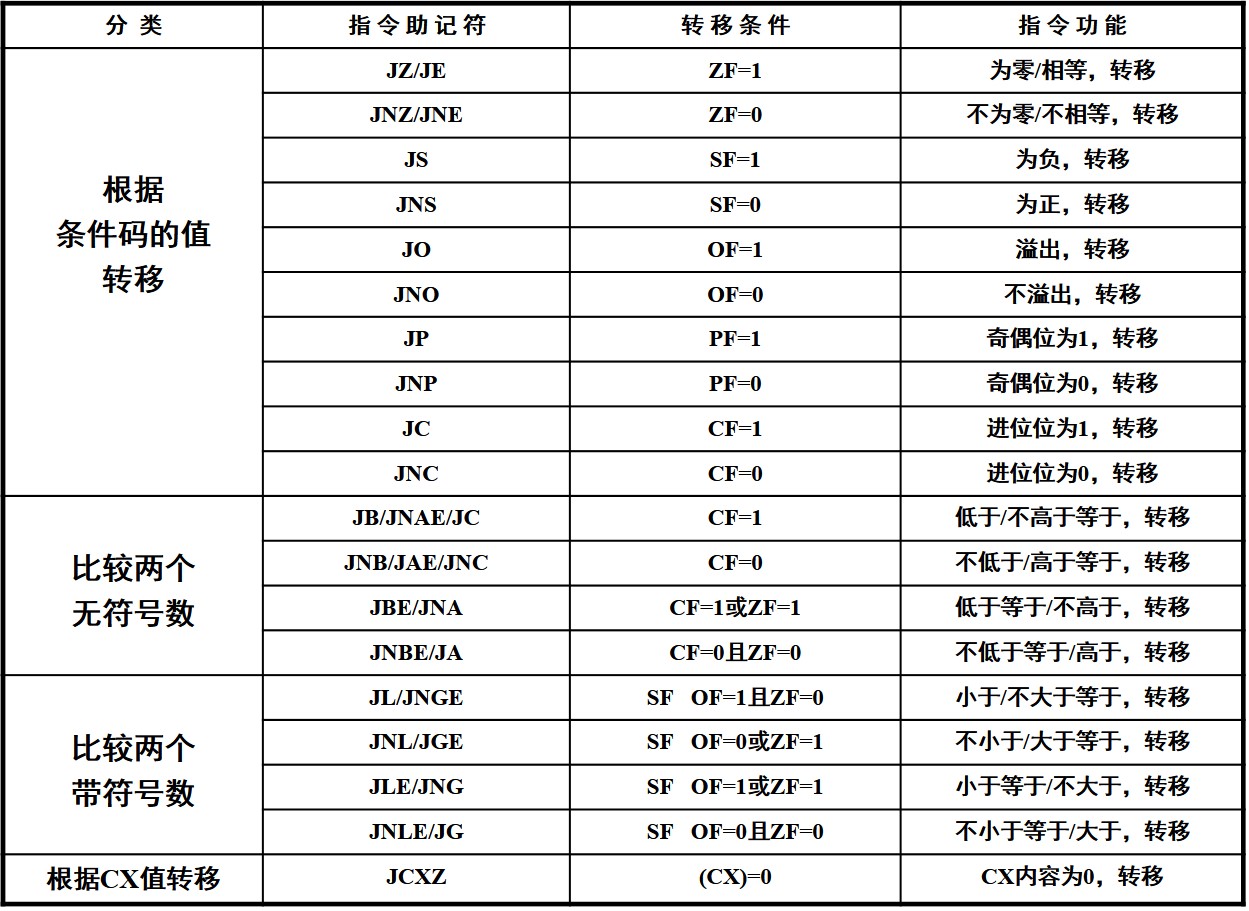 分 类 指 令 助 记 符 转 移 条 件 指 令 功 能
根据
条件码的值
转移
JZ/JE ZF=1 为零/相等，转移
JNZ/JNE ZF=0 不为零/不相等，转移
JS SF=1 为负，转移
JNS SF=0 为正，转移
JO OF=1 溢出，转移
JNO OF=0 不溢出，转移
JP PF=1 奇偶位为1，转移
JNP PF=0 奇偶位为0，转移
JC CF=1 进位位为1，转移
JNC CF=0 进位位为0，转移
比较两个
无符号数
JB/JNAE/JC CF=1 低于/不高于等于，转移
JNB/JAE/JNC CF=0 不低于/高于等于，转移
JBE/JNA CF=1或ZF=1 低于等于/不高于，转移
JNBE/JA CF=0且ZF=0 不低于等于/高于，转移
比较两个
带符号数
JL/JNGE SF OF=1且ZF=0 小于/不大于等于，转移
JNL/JGE SF OF=0或ZF=1 不小于/大于等于，转移
JLE/JNG SF OF=1或ZF=1 小于等于/不大于，转移
JNLE/JG SF OF=0且ZF=0 不小于等于/大于，转移
根据CX值转移 JCXZ (CX)=0 CX内容为0，转移